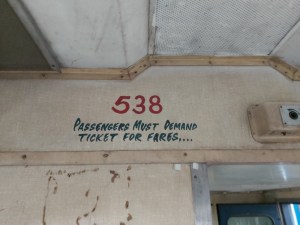 538
PASSENGERS MUST DEMAND
TICKET FOR FARES....